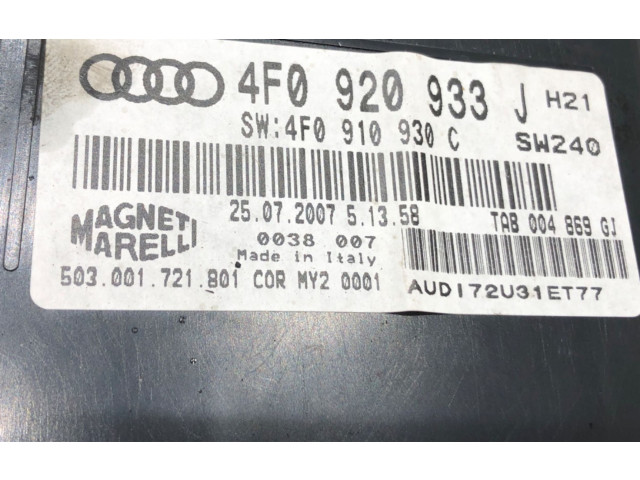 4F0 920 933 J H21
SW:4F0 910 930 C SW240
25.07.2007 5.13.58 TAB 004 869 GJ
MAGNETI MARELLI
0038 007
Made in Italy
503.001.721.801 COR MY2 0001
AUDI72U31ET77